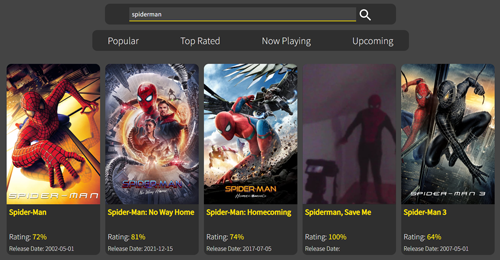 spiderman
Popular Top Rated Now Playing Upcoming
SPIDER-MAN
SPIDER-MAN
NO WAY HOME
SPIDER-MAN
HOMECOMING
SPIDER-MAN 3
Spider-Man
Spider-Man: No Way Home
Spider-Man: Homecoming
Spiderman, Save Me
Spider-Man 3
Rating: 72%
Rating: 81%
Rating: 74%
Rating: 100%
Rating: 64%
Release Date: 2002-05-01
Release Date: 2021-12-15
Release Date: 2017-07-05
Release Date:
Release Date: 2007-05-01